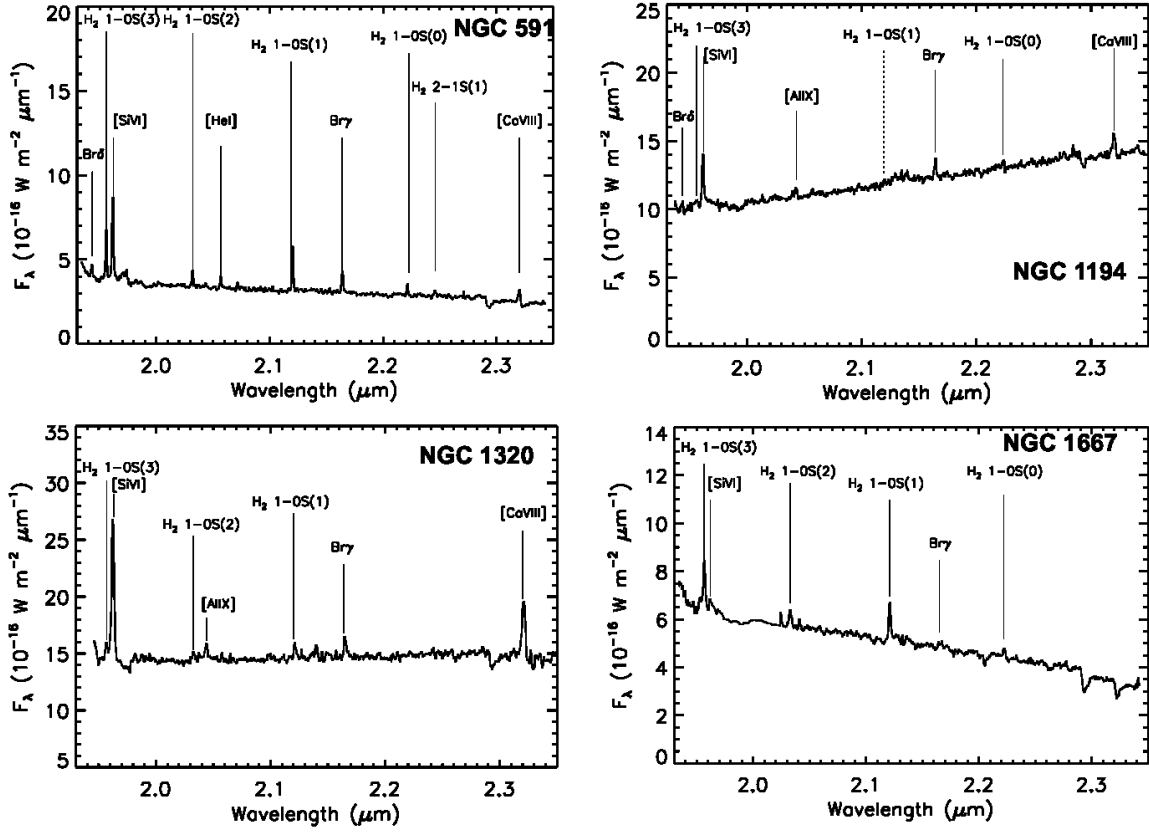 H₂ 1-0S(3) H₂ 1-0S(2)
NGC 591
H₂ 1-0S(1)
H₂ 1-0S(0)
H₂ 2-1S(1)
[SiVI]
[HeI]
Brγ
[CaVIII]
Brδ
20
15
10
5
0
F_λ (10⁻¹⁶ W m⁻² μm⁻¹)
2.0 2.1 2.2 2.3
Wavelength (μm)
H₂ 1-0S(3)
H₂ 1-0S(1)
H₂ 1-0S(0)
[CaVIII]
[SiVI]
Brγ
[AlIX]
Brδ
NGC 1194
25
20
15
10
5
0
F_λ (10⁻¹⁶ W m⁻² μm⁻¹)
2.0 2.1 2.2 2.3
Wavelength (μm)
NGC 1320
H₂ 1-0S(3)
[SiVI]
H₂ 1-0S(2)
H₂ 1-0S(1)
[CaVIII]
Brγ
[AlIX]
35
30
25
20
15
10
5
F_λ (10⁻¹⁶ W m⁻² μm⁻¹)
2.0 2.1 2.2 2.3
Wavelength (μm)
NGC 1667
H₂ 1-0S(3)
[SiVI]
H₂ 1-0S(2)
H₂ 1-0S(1)
H₂ 1-0S(0)
Brγ
14
12
10
8
6
4
2
0
F_λ (10⁻¹⁶ W m⁻² μm⁻¹)
2.0 2.1 2.2 2.3
Wavelength (μm)